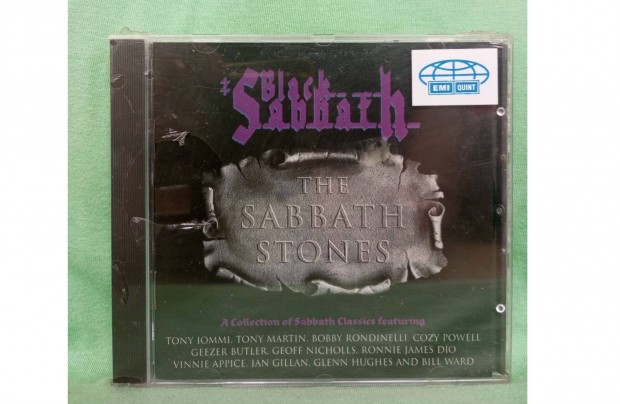 Black
Sabbath
EMI QUINT
THE
SABBATH
STONES
A Collection of Sabbath Classics featuring
TONY IOMMI, TONY MARTIN, BOBBY RONDINELLI, COZY POWELL
GEEZER BUTLER, GEOFF NICHOLLS, RONNIE JAMES DIO
VINNIE APPICE, IAN GILLAN, GLENN HUGHES AND BILL WARD